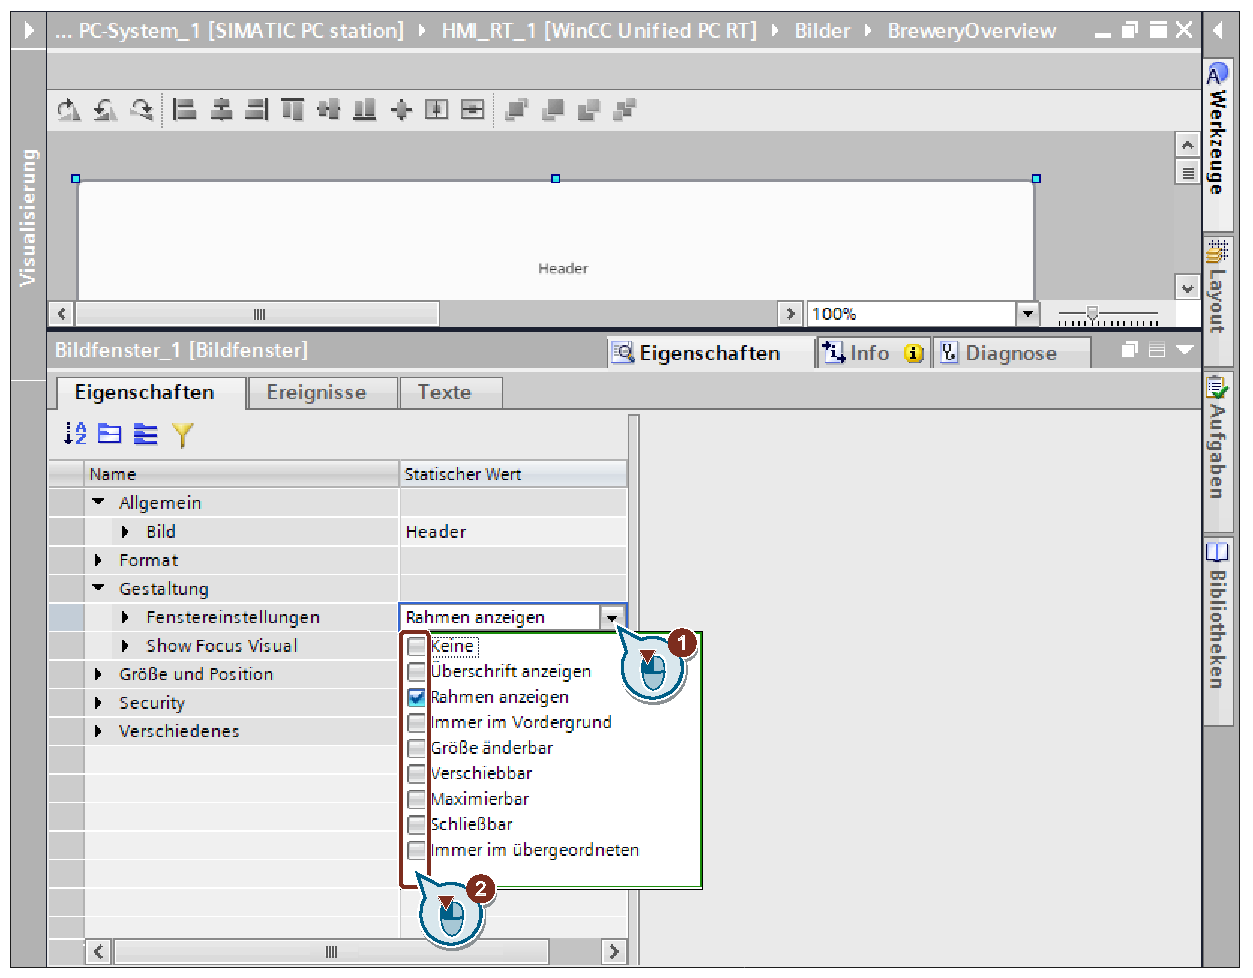 ... PC-System_1 [SIMATIC PC station] ▸ HMI_RT_1 [WinCC Unified PC RT] ▸ Bilder ▸ BreweryOverview
Visualisierung
Header
100%
Bildfenster_1 [Bildfenster]
Eigenschaften
Info
Diagnose
Eigenschaften
Ereignisse
Texte
Name
Statischer Wert
Allgemein
Bild
Header
Format
Gestaltung
Fenstereinstellungen
Rahmen anzeigen
Show Focus Visual
Größe und Position
Security
Verschiedenes
Keine
Überschrift anzeigen
Rahmen anzeigen
Immer im Vordergrund
Größe änderbar
Verschiebbar
Maximierbar
Schließbar
Immer im übergeordneten
1
2
Werkzeuge
Layout
Aufgaben
Bibliotheken